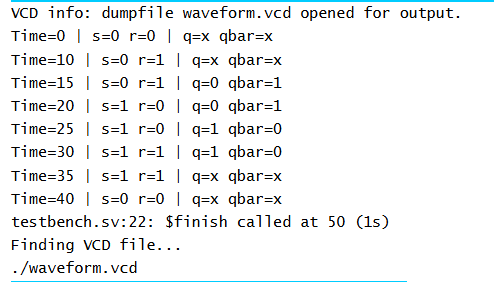 VCD info: dumpfile waveform.vcd opened for output.
Time=0 | s=0 r=0 | q=x qbar=x
Time=10 | s=0 r=1 | q=x qbar=x
Time=15 | s=0 r=1 | q=0 qbar=1
Time=20 | s=1 r=0 | q=0 qbar=1
Time=25 | s=1 r=0 | q=1 qbar=0
Time=30 | s=1 r=1 | q=1 qbar=0
Time=35 | s=1 r=1 | q=x qbar=x
Time=40 | s=0 r=0 | q=x qbar=x
testbench.sv:22: $finish called at 50 (1s)
Finding VCD file...
./waveform.vcd